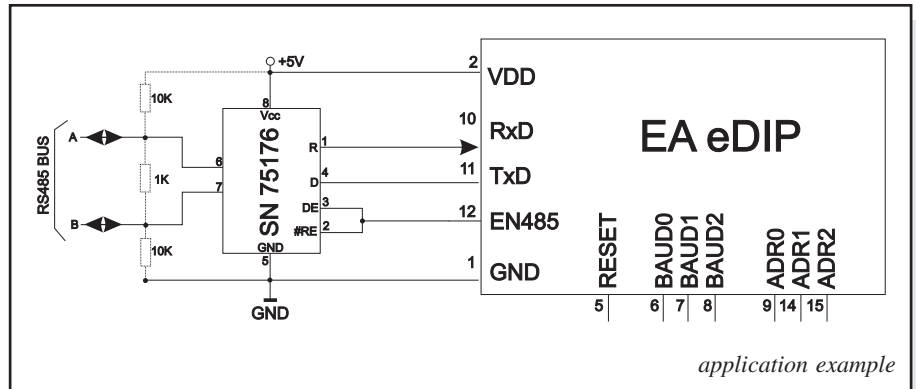 +5V
2
VDD
10K
8
Vcc
10
RxD
EA eDIP
A
R
1
6
11
TxD
RS485 BUS
1K
SN 75176
D
4
7
DE
3
12
EN485
B
#RE
2
10K
GND
5
1
GND
GND
RESET
BAUD0
BAUD1
BAUD2
ADR0
ADR1
ADR2
5
6
7
8
9
14
15
application example